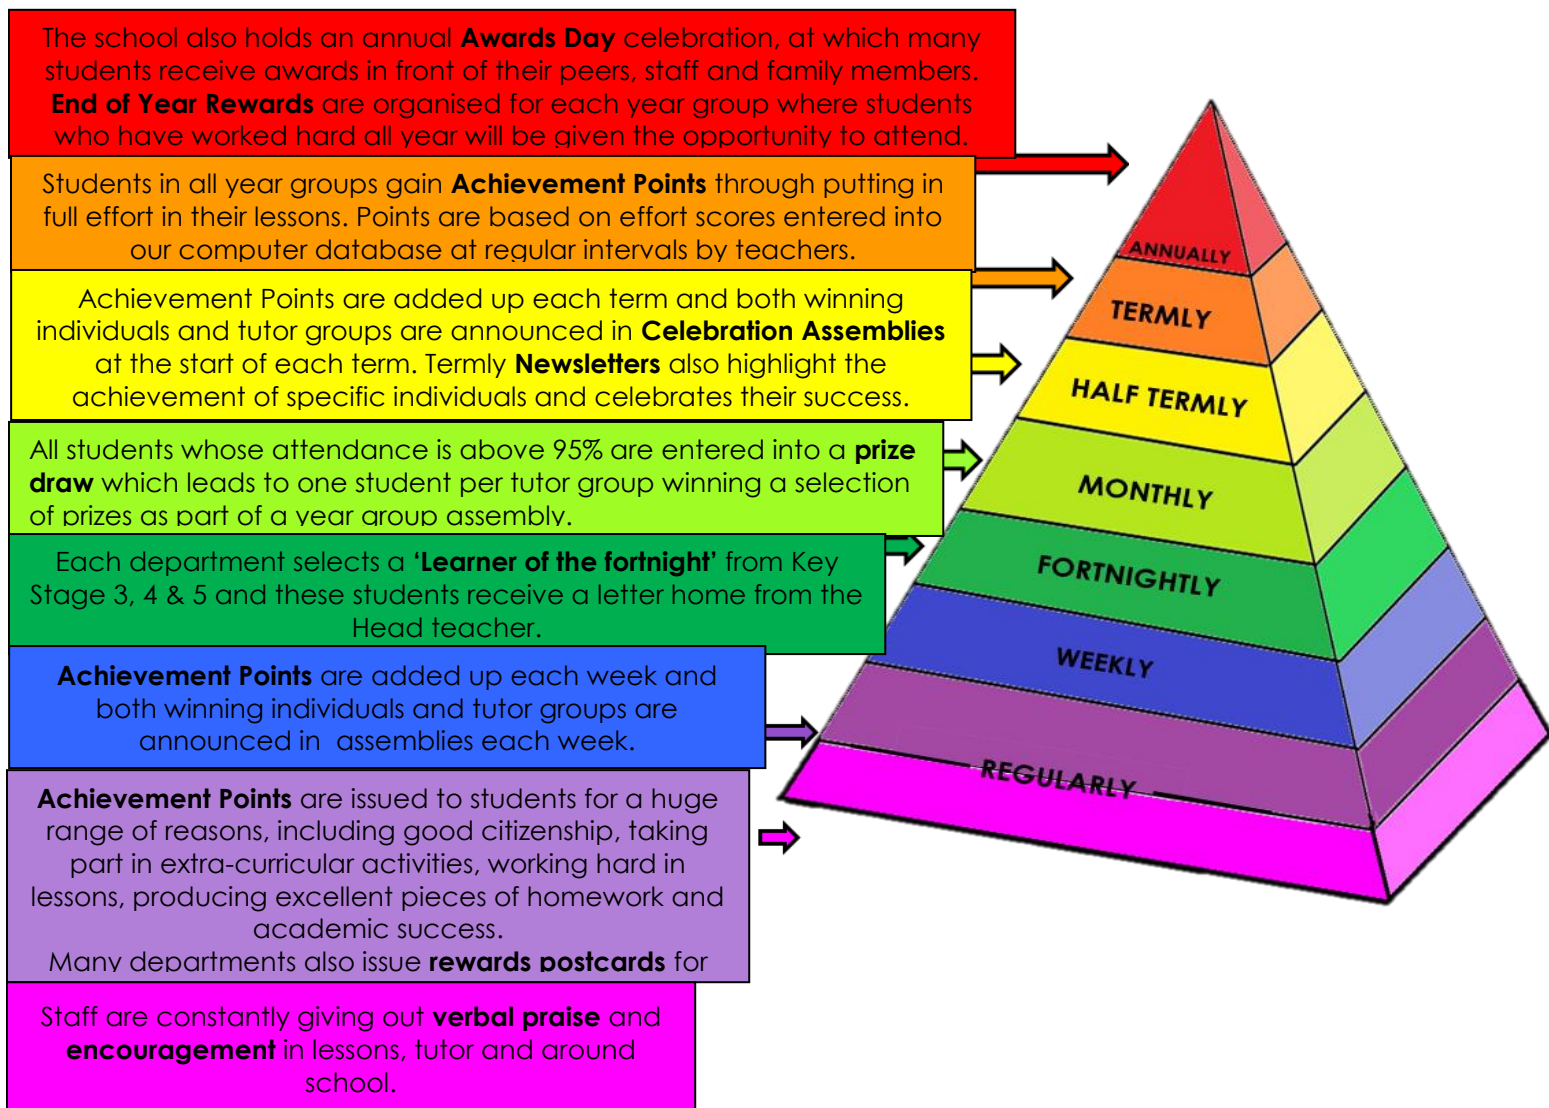 The school also holds an annual Awards Day celebration, at which many
students receive awards in front of their peers, staff and family members.
End of Year Rewards are organised for each year group where students
who have worked hard all year will be given the opportunity to attend.
Students in all year groups gain Achievement Points through putting in
full effort in their lessons. Points are based on effort scores entered into
our computer database at regular intervals by teachers.
Achievement Points are added up each term and both winning
individuals and tutor groups are announced in Celebration Assemblies
at the start of each term. Termly Newsletters also highlight the
achievement of specific individuals and celebrates their success.
All students whose attendance is above 95% are entered into a prize
draw which leads to one student per tutor group winning a selection
of prizes as part of a year group assembly.
Each department selects a ‘Learner of the fortnight’ from Key
Stage 3, 4 & 5 and these students receive a letter home from the
Head teacher.
Achievement Points are added up each week and
both winning individuals and tutor groups are
announced in assemblies each week.
Achievement Points are issued to students for a huge
range of reasons, including good citizenship, taking
part in extra-curricular activities, working hard in
lessons, producing excellent pieces of homework and
academic success.
Many departments also issue rewards postcards for
Staff are constantly giving out verbal praise and
encouragement in lessons, tutor and around
school.
ANNUALLY
TERMLY
HALF TERMLY
MONTHLY
FORTNIGHTLY
WEEKLY
REGULARLY